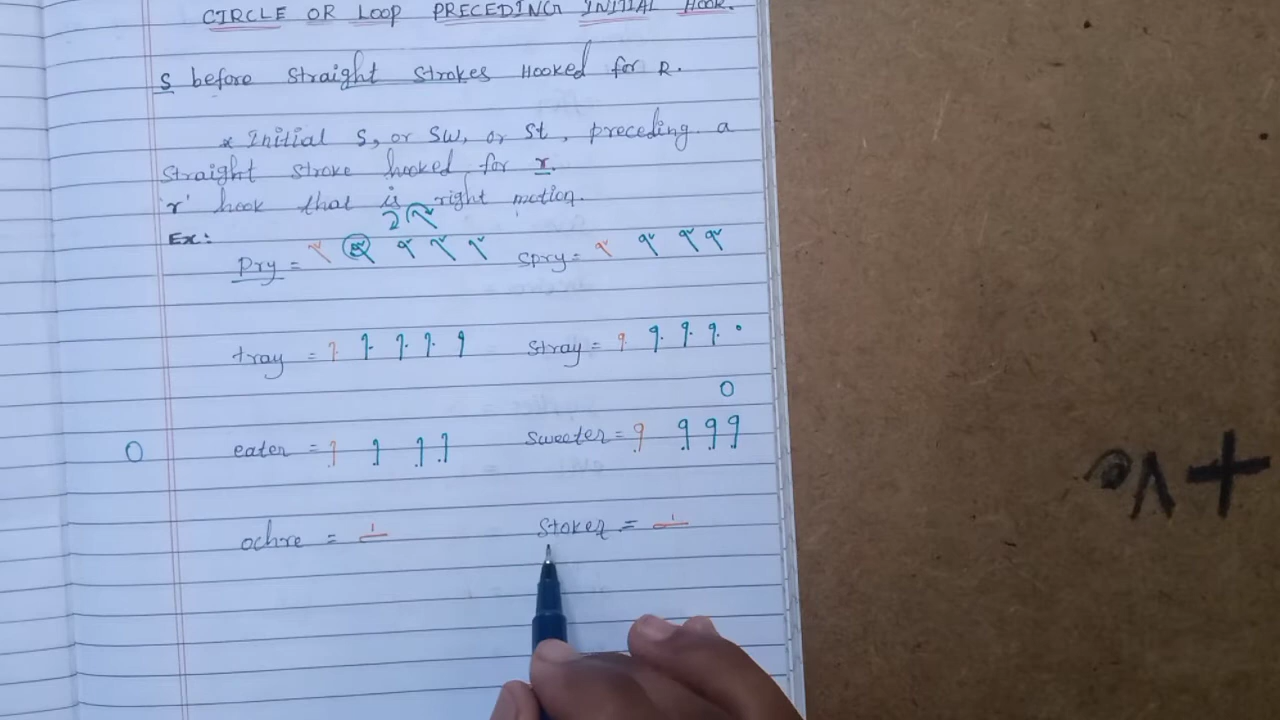 CIRCLE OR LOOP PRECEDING INITIAL HOOK.
S before straight strokes Hooked for R.
* Initial S, or SW, or St, preceding a
straight stroke hooked for r.
'r' hook that is right motion.
Ex:
Pry = spry =
tray = stray =
eater = sweeter =
ochre = stoker =
+ve